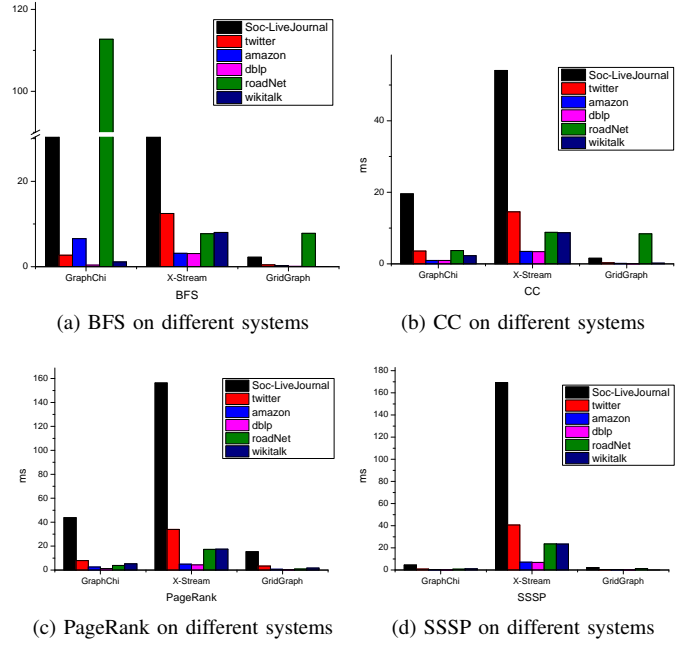 120
100
20
10
0
ms
Soc-LiveJournal
twitter
amazon
dblp
roadNet
wikitalk
GraphChi
X-Stream
GridGraph
BFS
(a) BFS on different systems
40
20
0
ms
Soc-LiveJournal
twitter
amazon
dblp
roadNet
wikitalk
GraphChi
X-Stream
GridGraph
CC
(b) CC on different systems
160
140
120
100
80
60
40
20
0
ms
Soc-LiveJournal
twitter
amazon
dblp
roadNet
wikitalk
GraphChi
X-Stream
GridGraph
PageRank
(c) PageRank on different systems
180
160
140
120
100
80
60
40
20
0
ms
Soc-LiveJournal
twitter
amazon
dblp
roadNet
wikitalk
GraphChi
X-Stream
GridGraph
SSSP
(d) SSSP on different systems